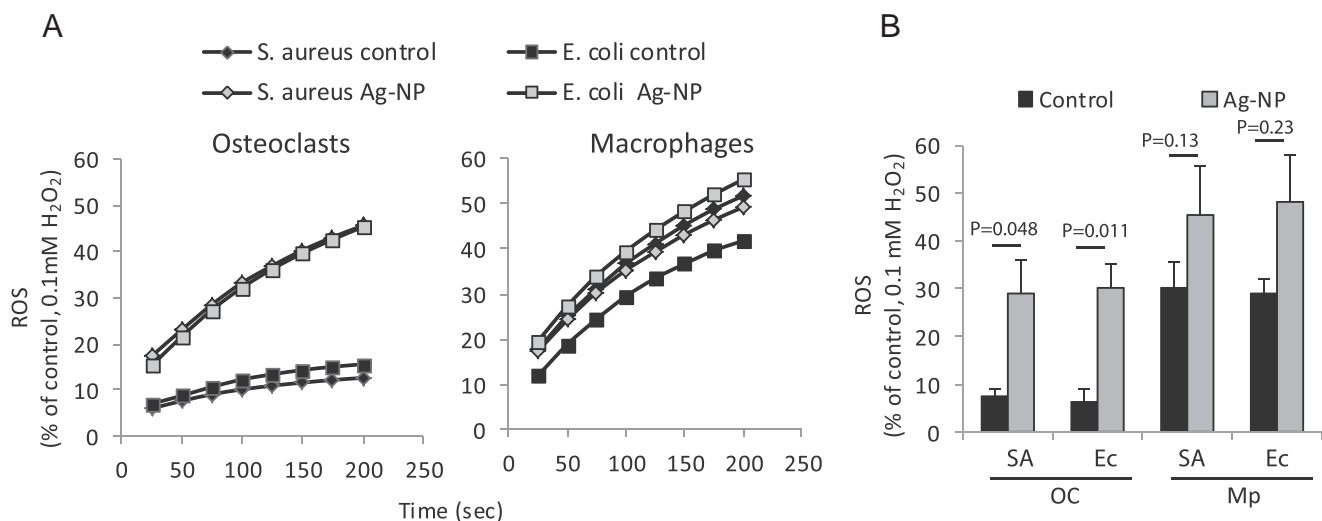 A
S. aureus control
E. coli control
S. aureus Ag-NP
E. coli Ag-NP
Osteoclasts
Macrophages
ROS
(% of control, 0.1mM H₂O₂)
60
50
40
30
20
10
0
0 50 100 150 200 250
60
50
40
30
20
10
0
0 50 100 150 200 250
Time (sec)
B
Control
Ag-NP
ROS
(% of control, 0.1 mM H₂O₂)
60
50
40
30
20
10
0
P=0.048
P=0.011
P=0.13
P=0.23
SA Ec SA Ec
OC Mp